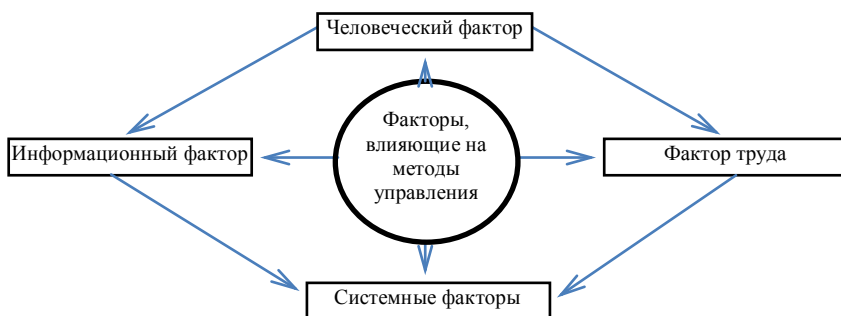 Человеческий фактор
Факторы,
влияющие на
методы
управления
Информационный фактор
Фактор труда
Системные факторы